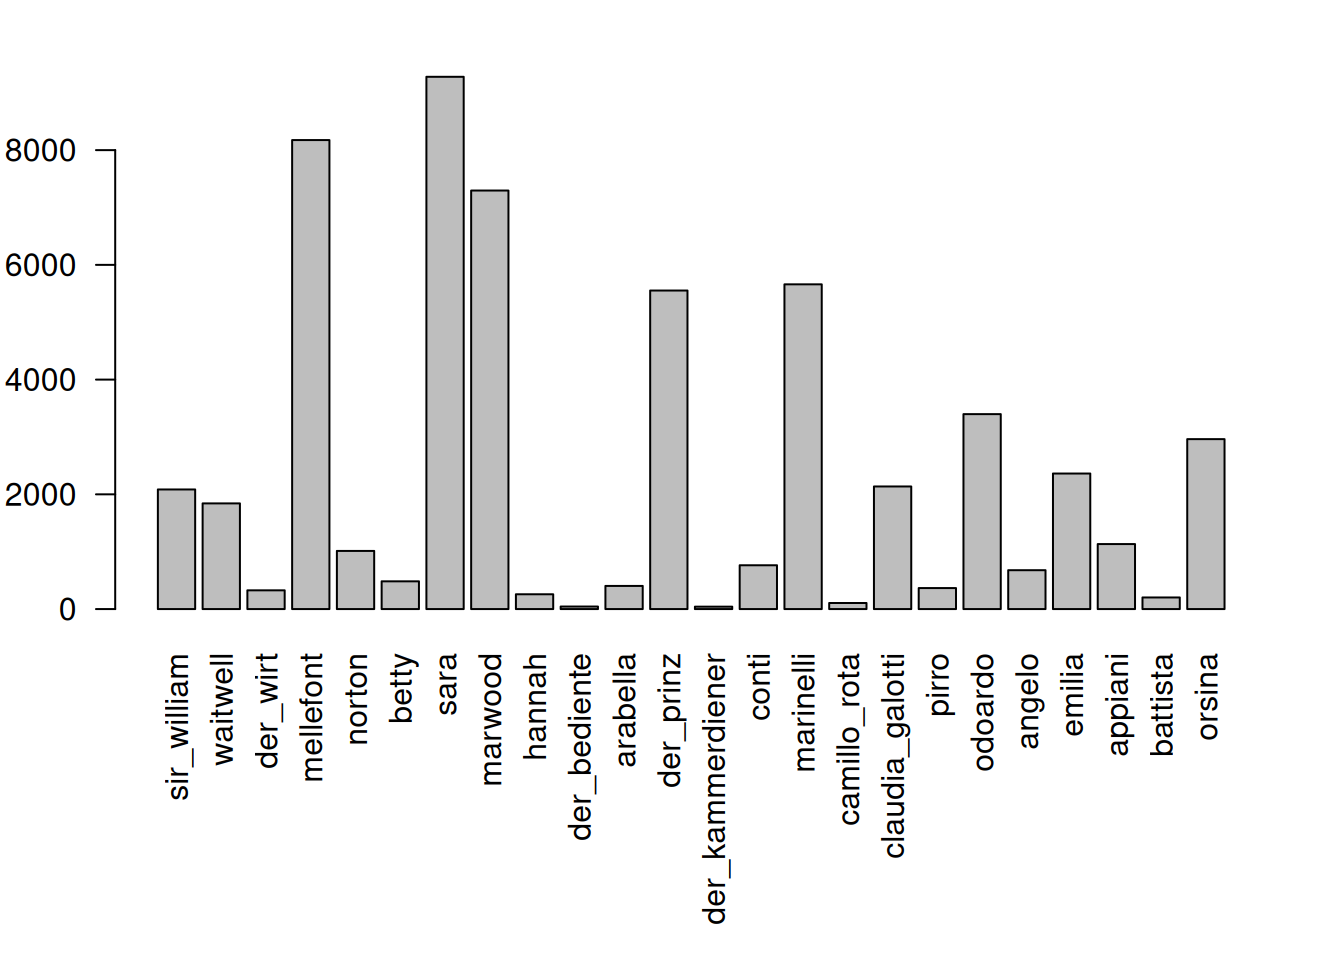 8000
6000
4000
2000
0
sir_william
waitwell
der_wirt
mellefont
norton
betty
sara
marwood
hannah
der_bediente
arabella
der_prinz
der_kammerdiener
conti
marinelli
camillo_rota
claudia_galotti
pirro
odoardo
angelo
emilia
appiani
battista
orsina